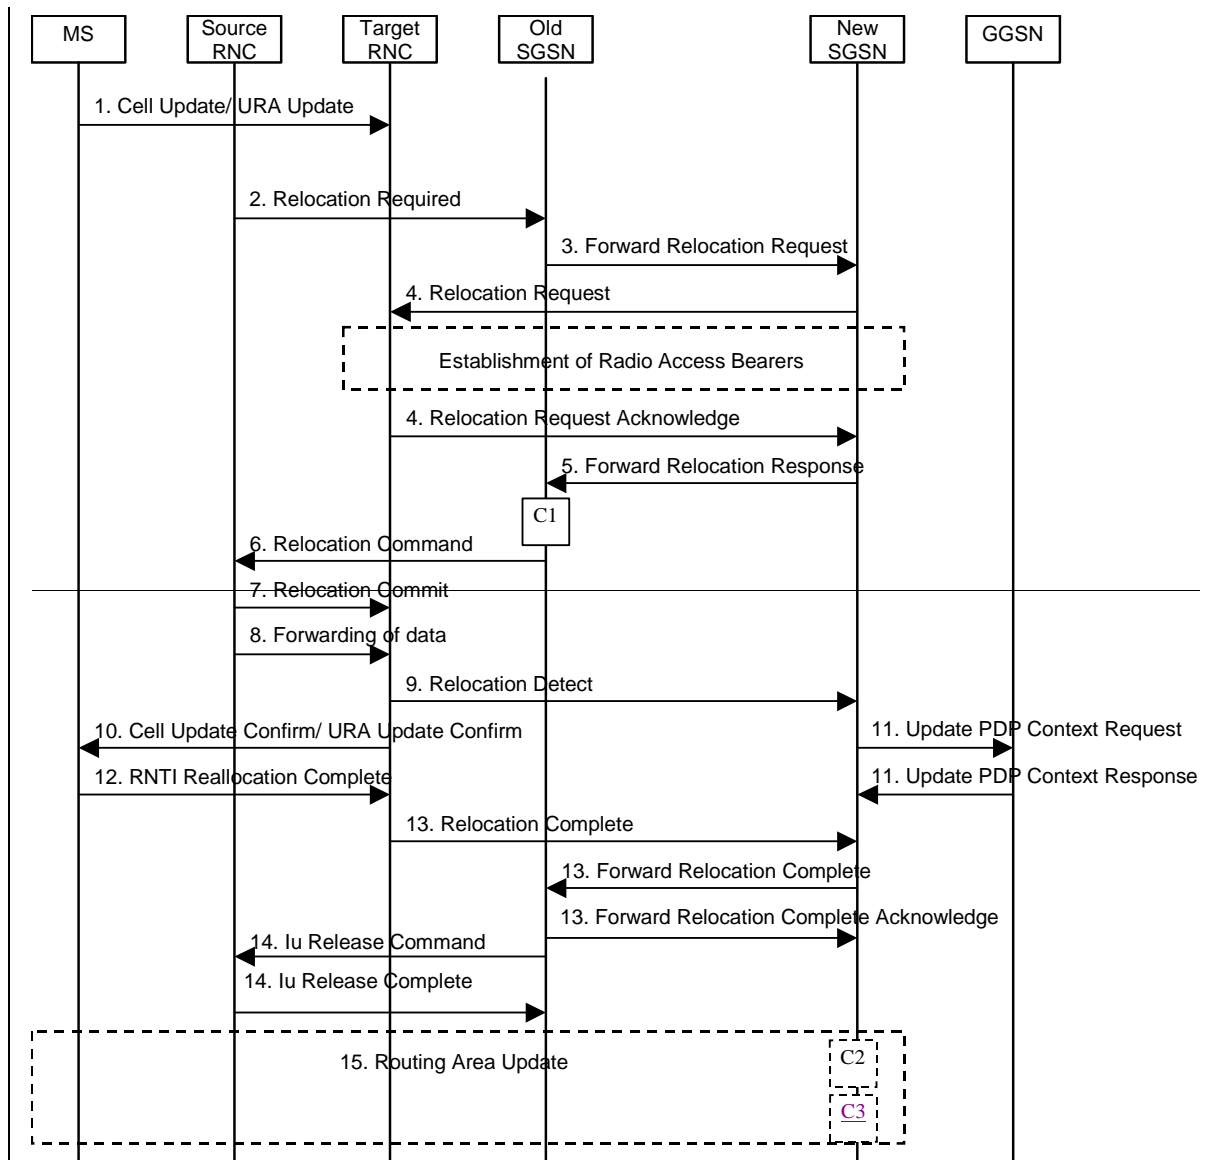 MS
Source
RNC
Target
RNC
Old
SGSN
New
SGSN
GGSN
1. Cell Update/ URA Update
2. Relocation Required
3. Forward Relocation Request
4. Relocation Request
Establishment of Radio Access Bearers
4. Relocation Request Acknowledge
5. Forward Relocation Response
C1
6. Relocation Command
7. Relocation Commit
8. Forwarding of data
9. Relocation Detect
10. Cell Update Confirm/ URA Update Confirm
11. Update PDP Context Request
12. RNTI Reallocation Complete
11. Update PDP Context Response
13. Relocation Complete
13. Forward Relocation Complete
13. Forward Relocation Complete Acknowledge
14. Iu Release Command
14. Iu Release Complete
15. Routing Area Update
C2
C3